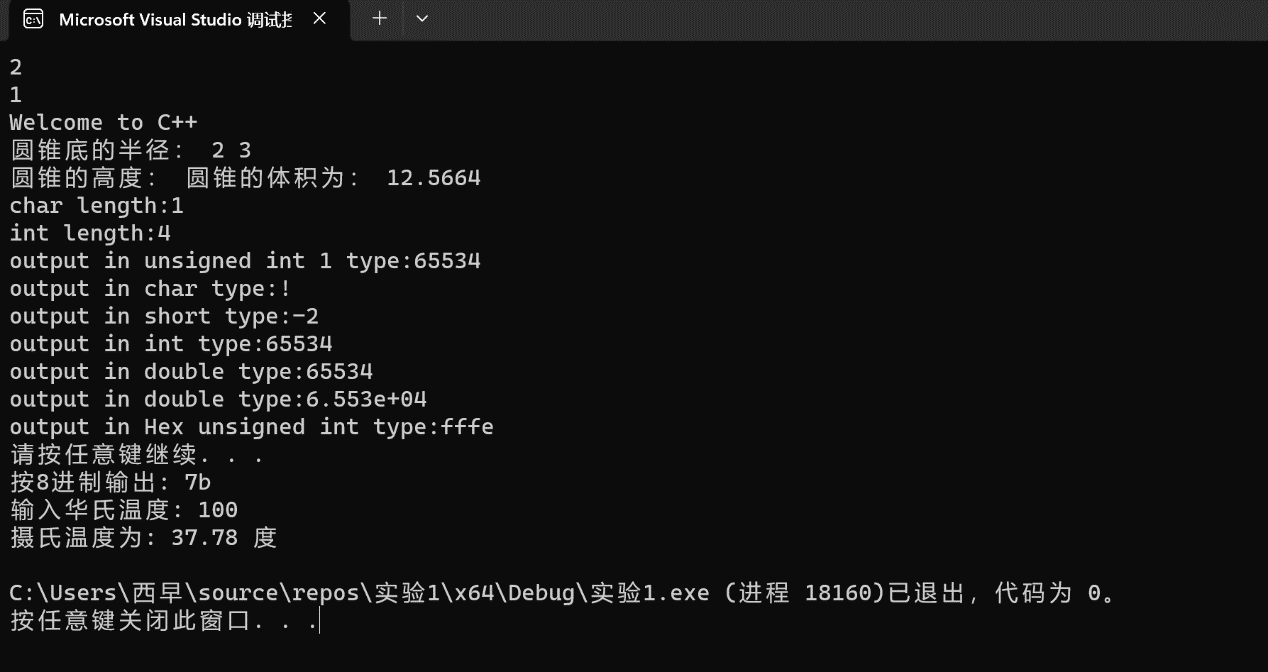 Microsoft Visual Studio 调试
2
1
Welcome to C++
圆锥底的半径： 2 3
圆锥的高度： 圆锥的体积为： 12.5664
char length:1
int length:4
output in unsigned int 1 type:65534
output in char type:!
output in short type:-2
output in int type:65534
output in double type:65534
output in double type:6.553e+04
output in Hex unsigned int type:fffe
请按任意键继续. . .
按8进制输出: 7b
输入华氏温度: 100
摄氏温度为: 37.78 度
C:\Users\西早\source\repos\实验1\x64\Debug\实验1.exe (进程 18160)已退出，代码为 0。
按任意键关闭此窗口. . .